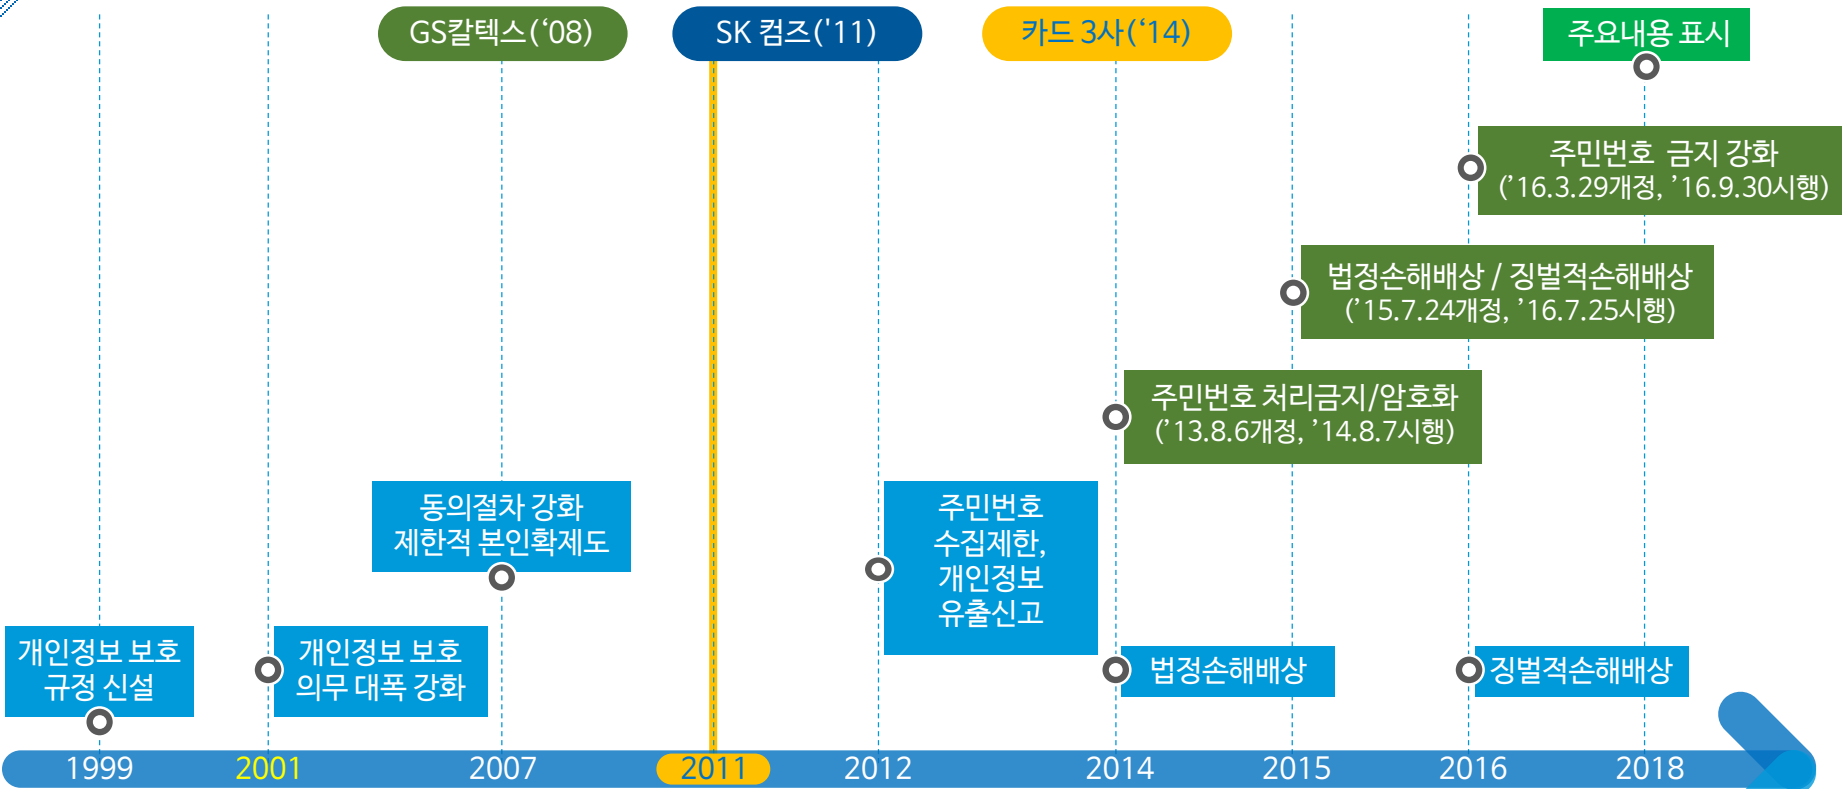 GS칼텍스(‘08)
SK 컴즈('11)
카드 3사(‘14)
주요내용 표시
주민번호 금지 강화
(’16.3.29개정, ’16.9.30시행)
법정손해배상 / 징벌적손해배상
(’15.7.24개정, ’16.7.25시행)
주민번호 처리금지/암호화
(’13.8.6개정, ’14.8.7시행)
동의절차 강화
제한적 본인확제도
주민번호
수집제한,
개인정보
유출신고
개인정보 보호
규정 신설
개인정보 보호
의무 대폭 강화
법정손해배상
징벌적손해배상
1999
2001
2007
2011
2012
2014
2015
2016
2018